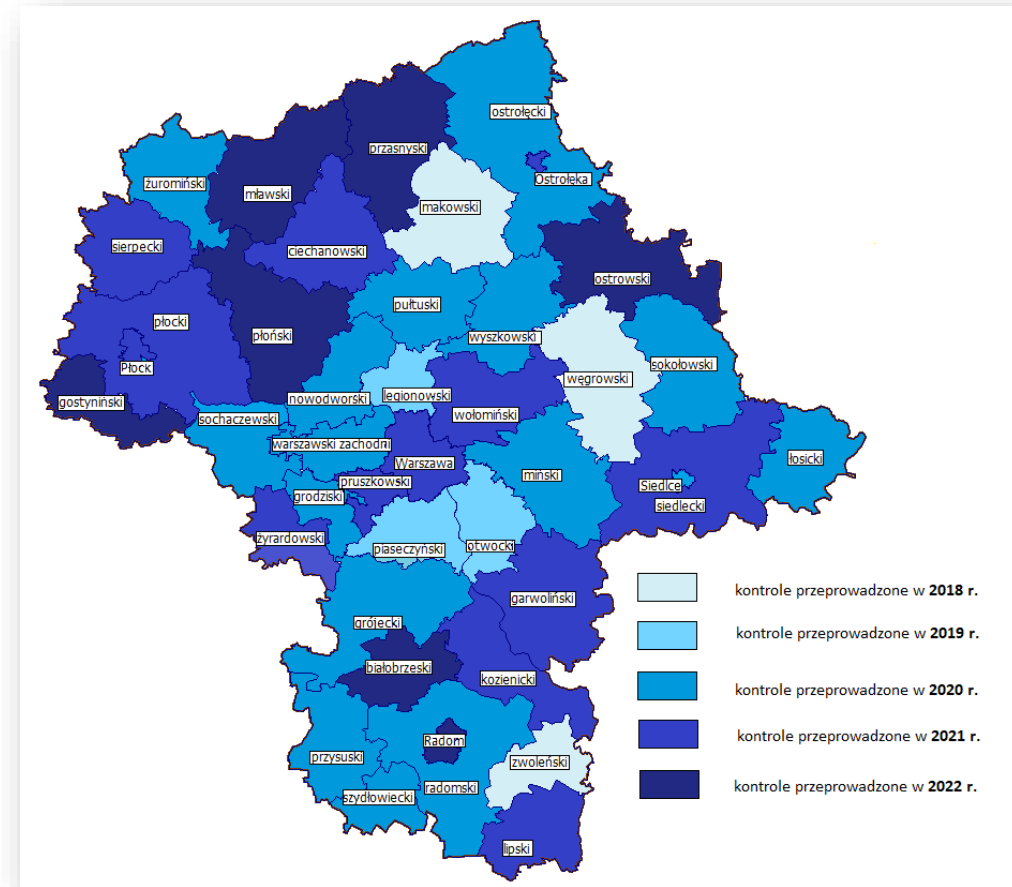 ostrołęcki
przasnyski
Ostrołęka
żuromiński
mławski
makowski
sierpecki
ciechanowski
ostrowski
pułtuski
płocki
płoński
wyszkowski
sokołowski
Płock
węgrowski
legionowski
nowodworski
gostyniński
wołomiński
sochaczewski
warszawski zachodni
łosicki
Warszawa
miński
pruszkowski
Siedlce
grodziski
siedlecki
żyrardowski
piaseczyński
otwocki
garwoliński
grójecki
białobrzeski
kozienicki
Radom
przysuski
zwoleński
radomski
szydłowiecki
lipski
kontrole przeprowadzone w 2018 r.
kontrole przeprowadzone w 2019 r.
kontrole przeprowadzone w 2020 r.
kontrole przeprowadzone w 2021 r.
kontrole przeprowadzone w 2022 r.